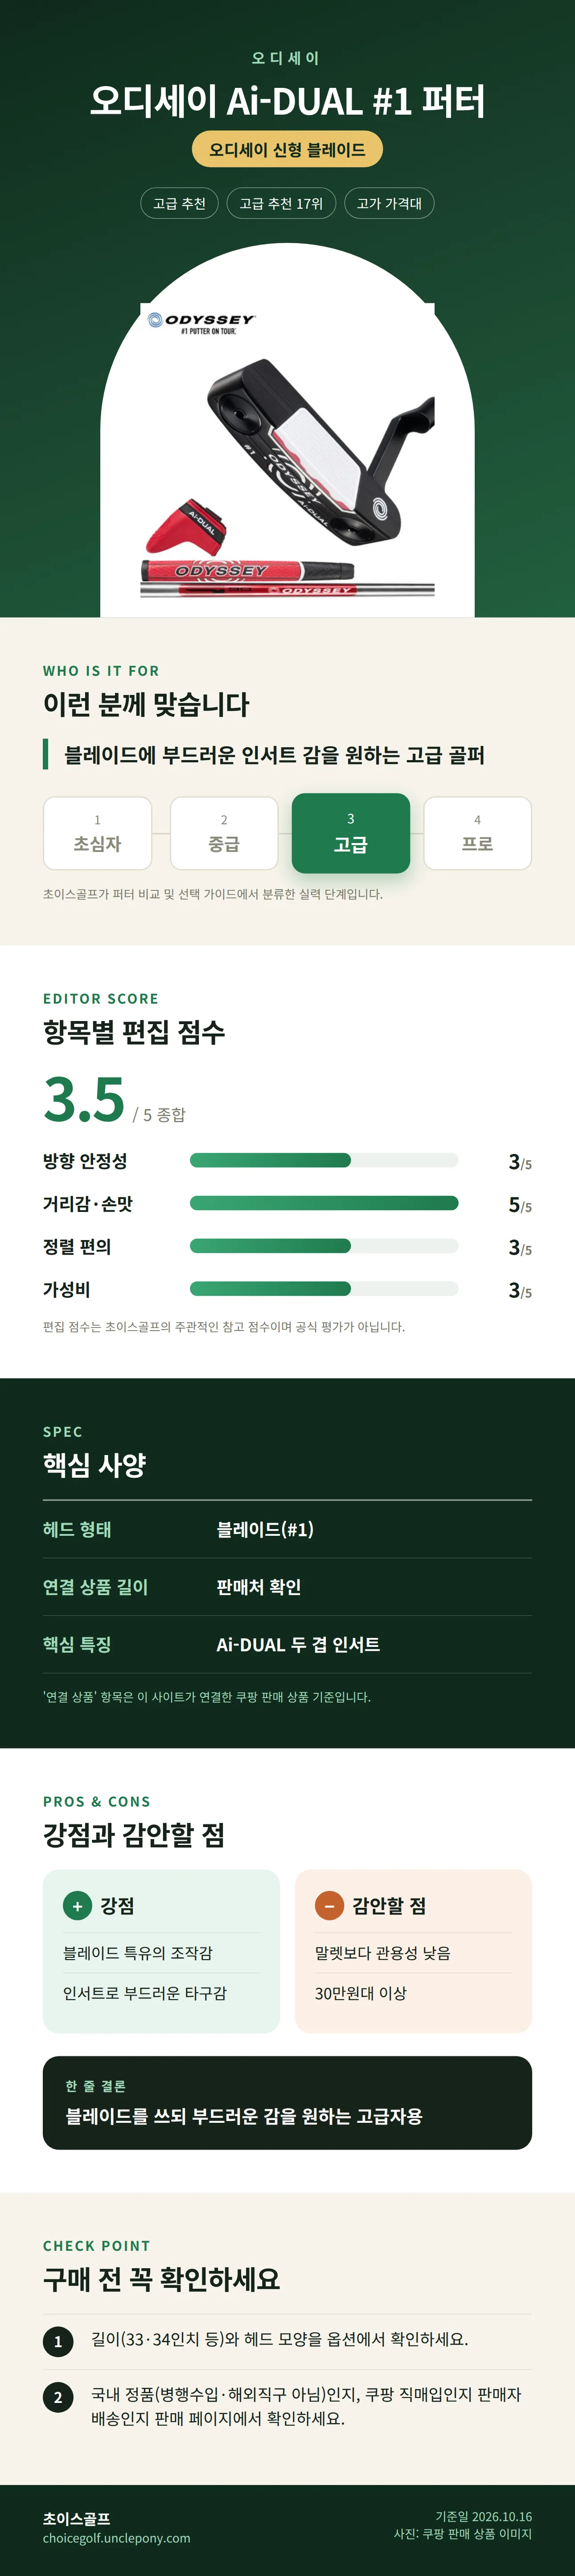 오디세이
오디세이 Ai-DUAL #1 퍼터
오디세이 신형 블레이드
고급 추천
고급 추천 17위
고가 가격대
ODYSSEY
#1 PUTTER ON TOUR.
#1 ODYSSEY Ai-DUAL
Ai-DUAL
ODYSSEY
ODYSSEY
WHO IS IT FOR
이런 분께 맞습니다
블레이드에 부드러운 인서트 감을 원하는 고급 골퍼
1
초심자
2
중급
3
고급
4
프로
초이스골프가 퍼터 비교 및 선택 가이드에서 분류한 실력 단계입니다.
EDITOR SCORE
항목별 편집 점수
3.5 / 5 종합
방향 안정성 3/5
거리감·손맛 5/5
정렬 편의 3/5
가성비 3/5
편집 점수는 초이스골프의 주관적인 참고 점수이며 공식 평가가 아닙니다.
SPEC
핵심 사양
헤드 형태 블레이드(#1)
연결 상품 길이 판매처 확인
핵심 특징 Ai-DUAL 두 겹 인서트
'연결 상품' 항목은 이 사이트가 연결한 쿠팡 판매 상품 기준입니다.
PROS & CONS
강점과 감안할 점
+ 강점
블레이드 특유의 조작감
인서트로 부드러운 타구감
− 감안할 점
말렛보다 관용성 낮음
30만원대 이상
한 줄 결론
블레이드를 쓰되 부드러운 감을 원하는 고급자용
CHECK POINT
구매 전 꼭 확인하세요
1 길이(33·34인치 등)와 헤드 모양을 옵션에서 확인하세요.
2 국내 정품(병행수입·해외직구 아님)인지, 쿠팡 직매입인지 판매자
배송인지 판매 페이지에서 확인하세요.
초이스골프
choicegolf.unclepony.com
기준일 2026.10.16
사진: 쿠팡 판매 상품 이미지